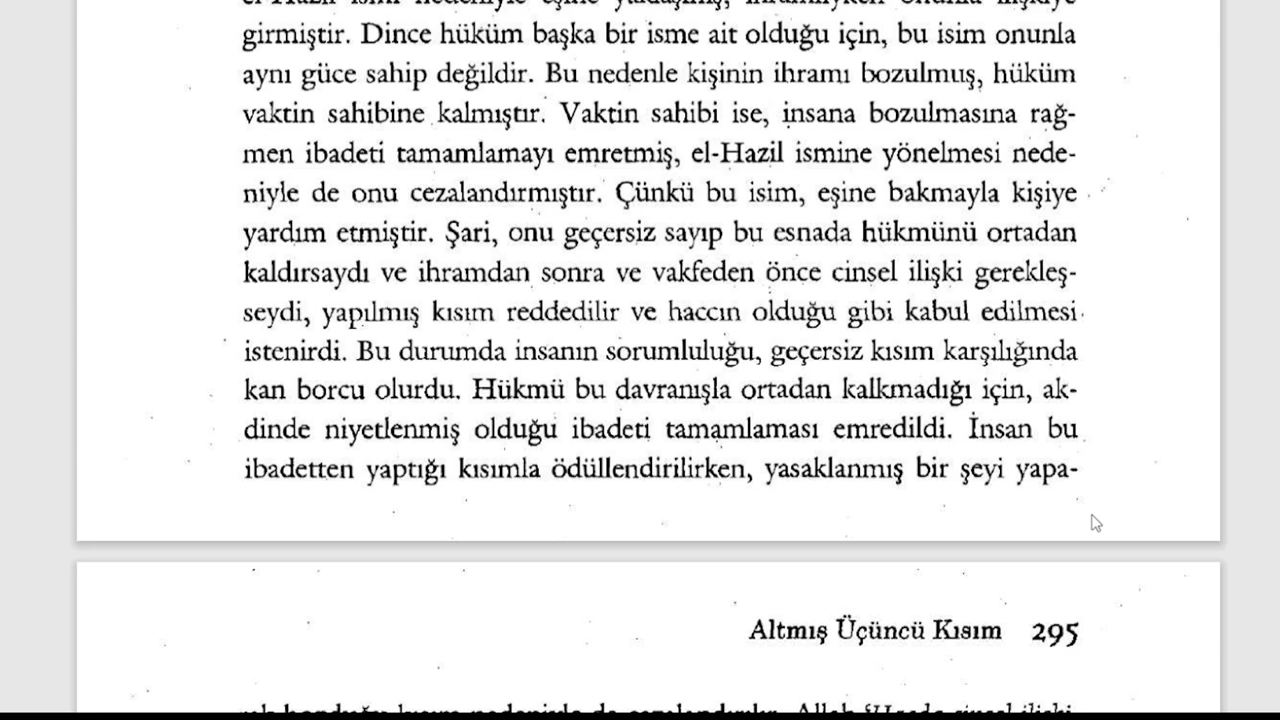 girmiştir. Dince hüküm başka bir isme ait olduğu için, bu isim onunla
aynı güce sahip değildir. Bu nedenle kişinin ihramı bozulmuş, hüküm
vaktin sahibine kalmıştır. Vaktin sahibi ise, insana bozulmasına rağ-
men ibadeti tamamlamayı emretmiş, el-Hazil ismine yönelmesi nede-
niyle de onu cezalandırmıştır. Çünkü bu isim, eşine bakmayla kişiye
yardım etmiştir. Şari, onu geçersiz sayıp bu esnada hükmünü ortadan
kaldırsaydı ve ihramdan sonra ve vakfeden önce cinsel ilişki gerekleş-
seydi, yapılmış kısım reddedilir ve haccın olduğu gibi kabul edilmesi
istenirdi. Bu durumda insanın sorumluluğu, geçersiz kısım karşılığında
kan borcu olurdu. Hükmü bu davranışla ortadan kalkmadığı için, ak-
dinde niyetlenmiş olduğu ibadeti tamamlaması emredildi. İnsan bu
ibadetten yaptığı kısımla ödüllendirilirken, yasaklanmış bir şeyi yapa-
Altmış Üçüncü Kısım 295